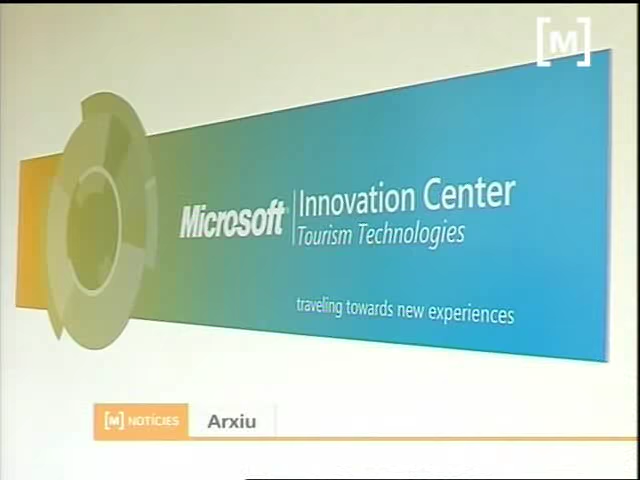 [M]
Microsoft Innovation Center
Tourism Technologies
traveling towards new experiences
[M] NOTÍCIES Arxiu